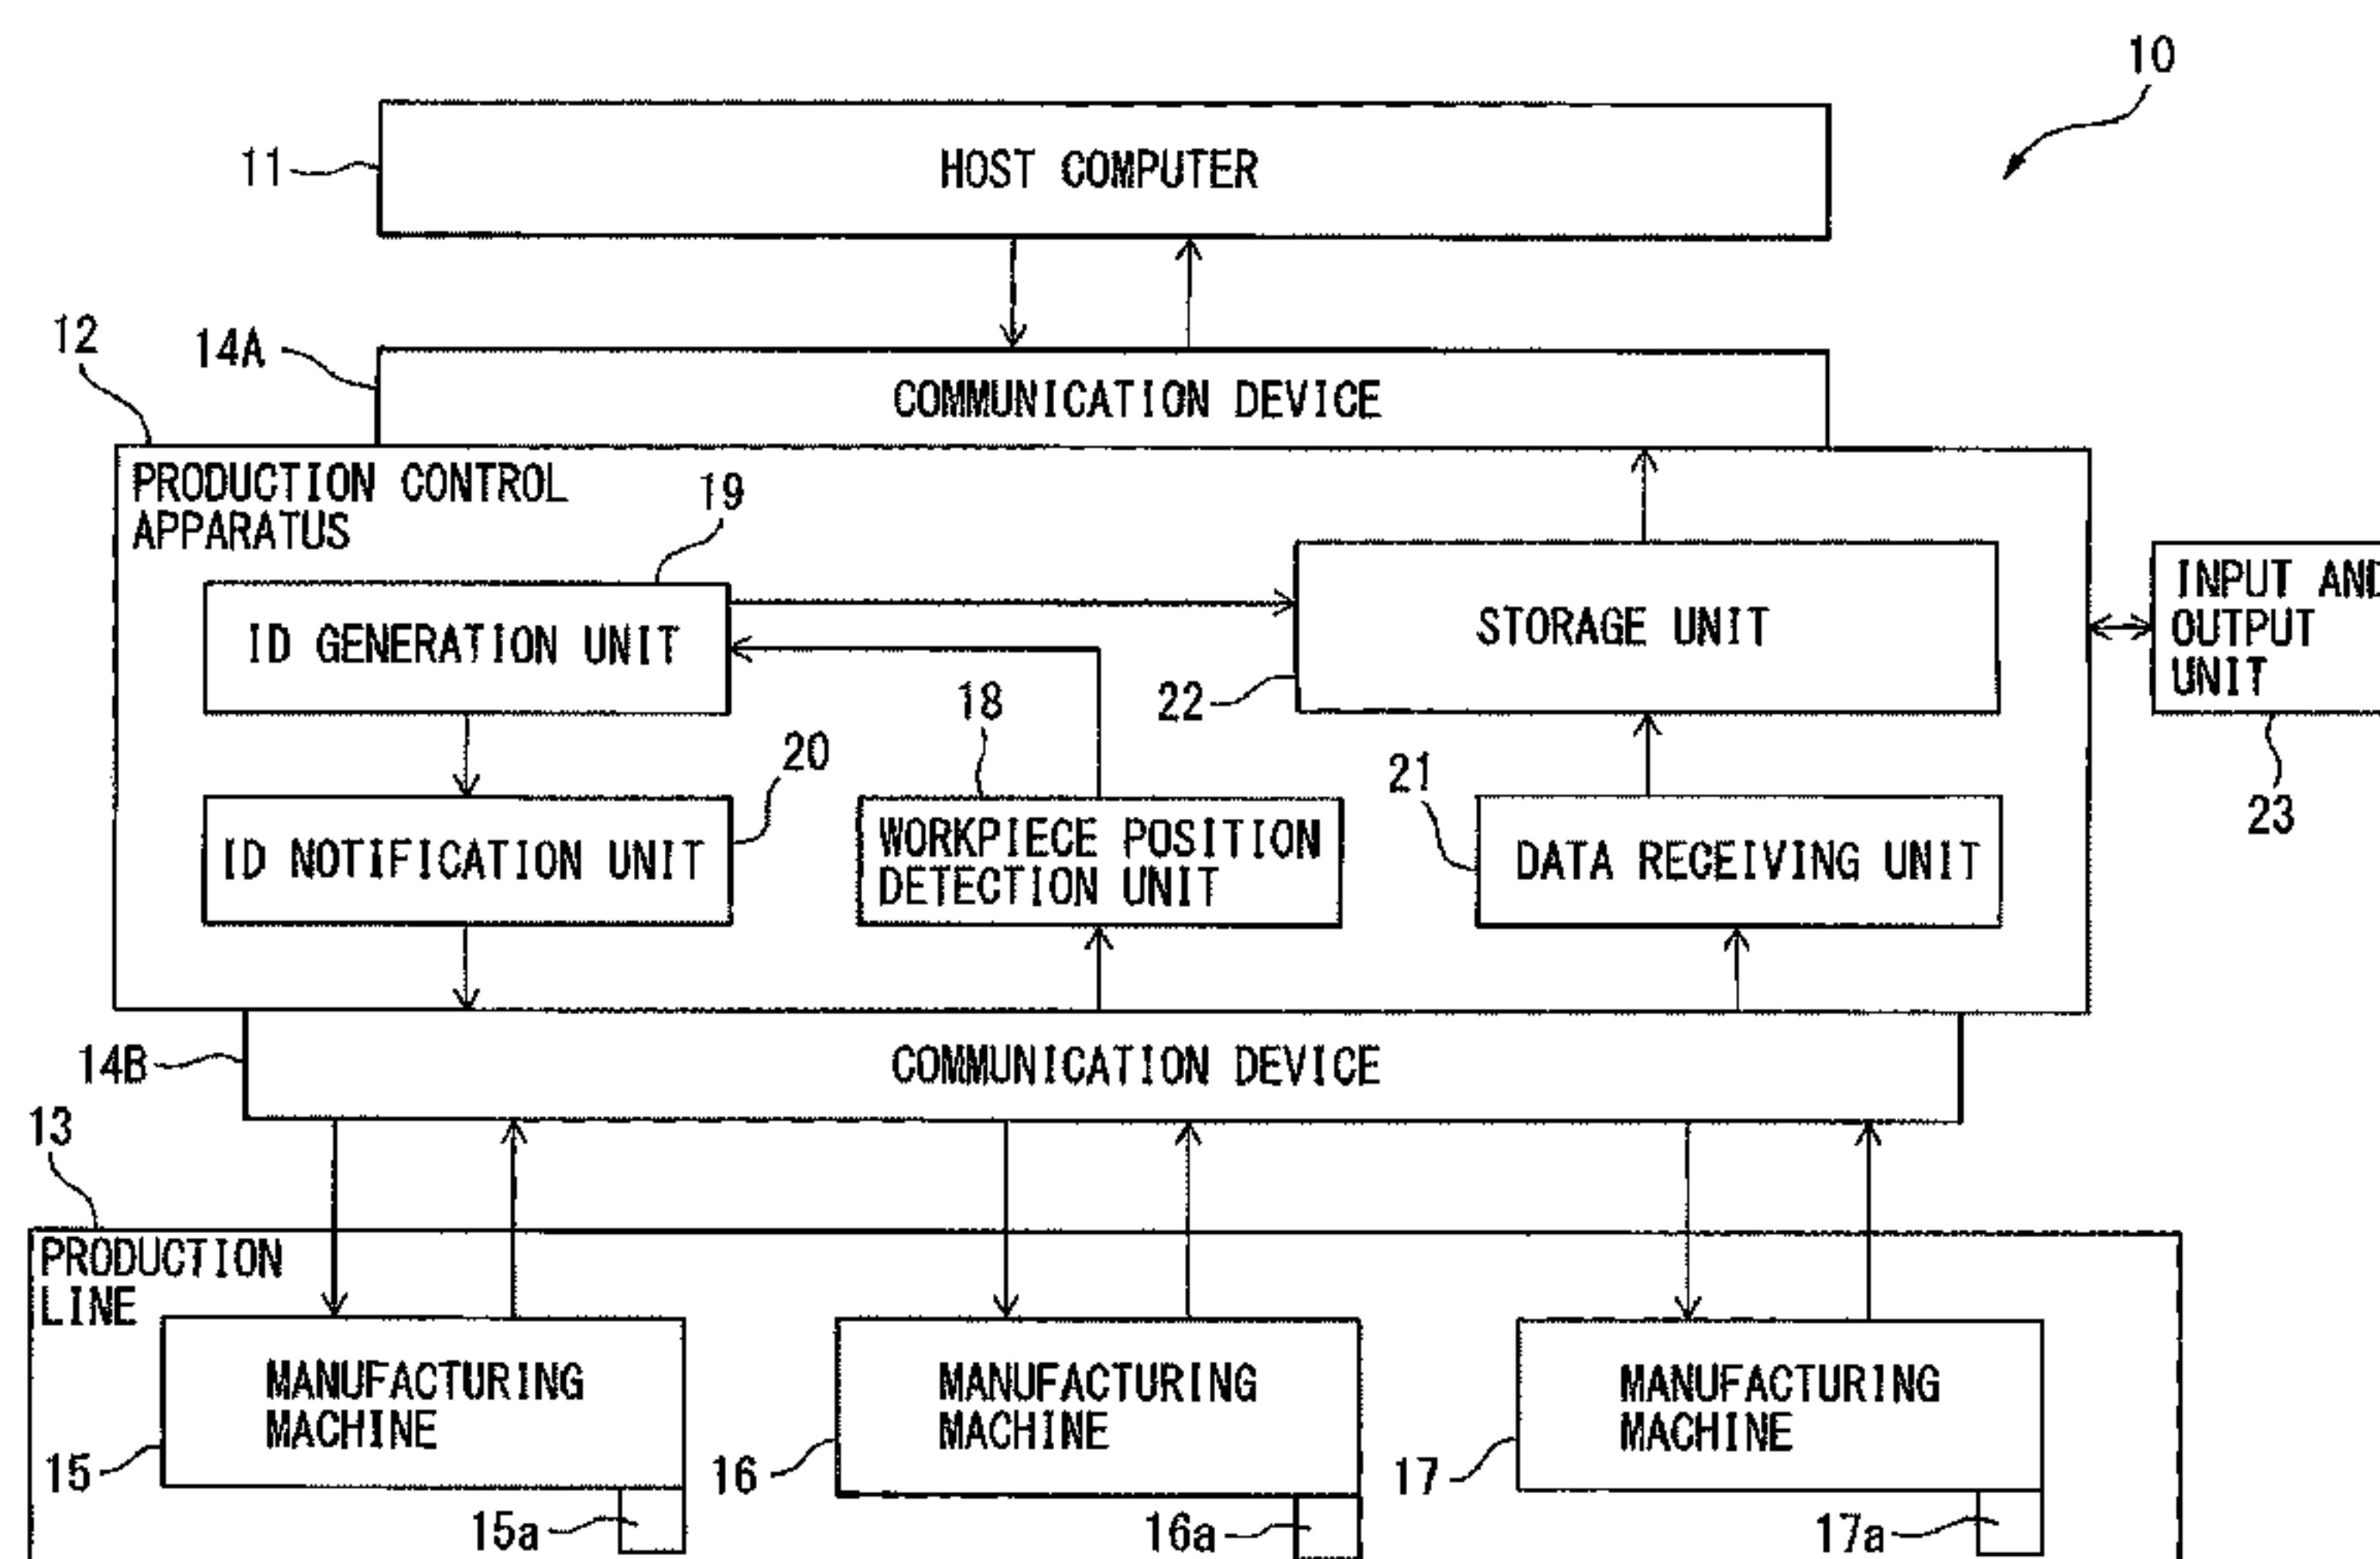 10
11
HOST COMPUTER
12
14A
COMMUNICATION DEVICE
PRODUCTION CONTROL
APPARATUS
19
ID GENERATION UNIT
STORAGE UNIT
22
INPUT AND
OUTPUT
UNIT
23
18
20
21
ID NOTIFICATION UNIT
WORKPIECE POSITION
DETECTION UNIT
DATA RECEIVING UNIT
14B
COMMUNICATION DEVICE
13
PRODUCTION
LINE
MANUFACTURING
MACHINE
15
15a
MANUFACTURING
MACHINE
16
16a
MANUFACTURING
MACHINE
17
17a